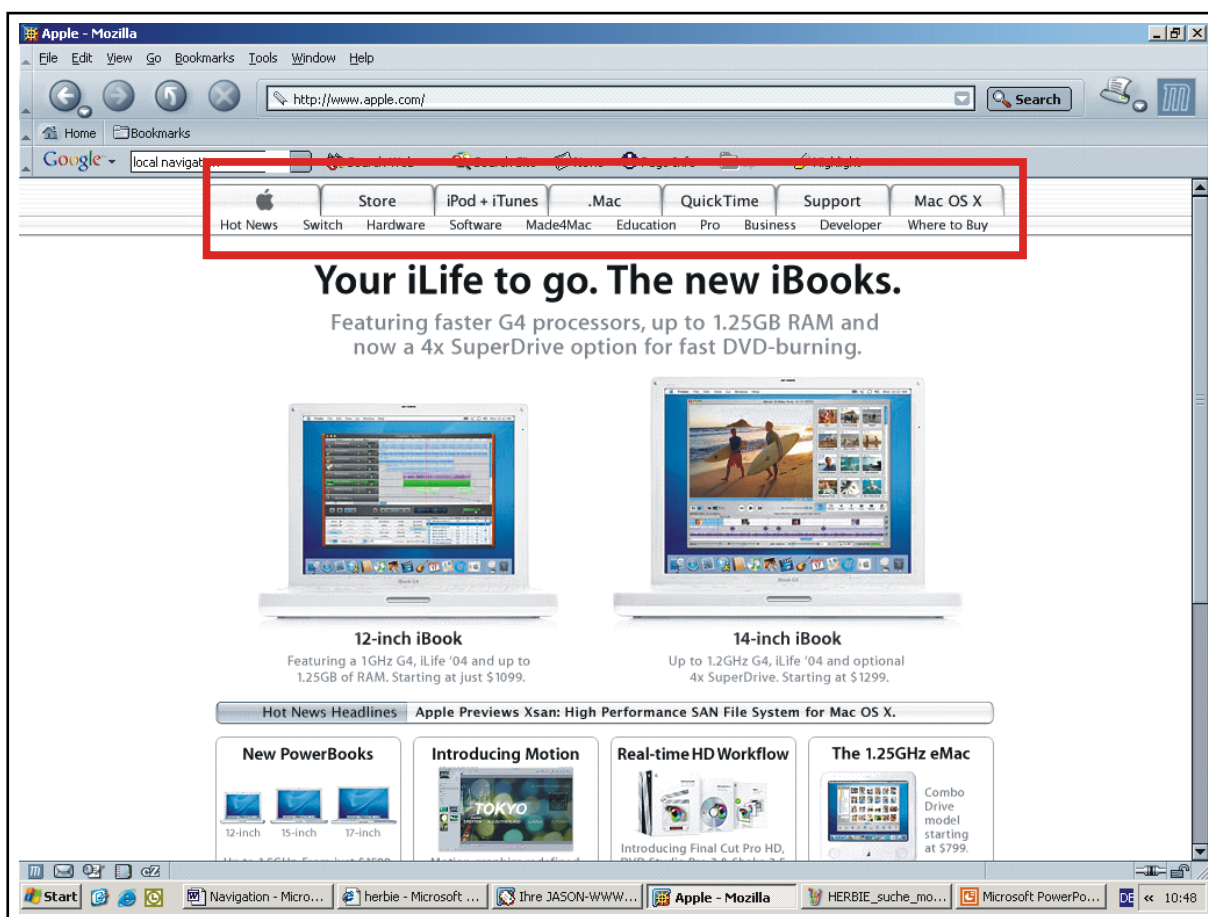 Apple - Mozilla
File Edit View Go Bookmarks Tools Window Help
http://www.apple.com/ Search
Home Bookmarks
Google local navigation
Store iPod + iTunes .Mac QuickTime Support Mac OS X
Hot News Switch Hardware Software Made4Mac Education Pro Business Developer Where to Buy
Your iLife to go. The new iBooks.
Featuring faster G4 processors, up to 1.25GB RAM and
now a 4x SuperDrive option for fast DVD-burning.
12-inch iBook
Featuring a 1GHz G4, iLife '04 and up to
1.25GB of RAM. Starting at just $1099.
14-inch iBook
Up to 1.2GHz G4, iLife '04 and optional
4x SuperDrive. Starting at $1299.
Hot News Headlines Apple Previews Xsan: High Performance SAN File System for Mac OS X.
New PowerBooks
12-inch 15-inch 17-inch
Introducing Motion
TOKYO
Real-time HD Workflow
Introducing Final Cut Pro HD,
The 1.25GHz eMac
Combo
Drive
model
starting
at $799.
Start Navigation - Micro... herbie - Microsoft ... Ihre JASON-WWW... Apple - Mozilla HERBIE_suche_mo... Microsoft PowerPo... DE « 10:48